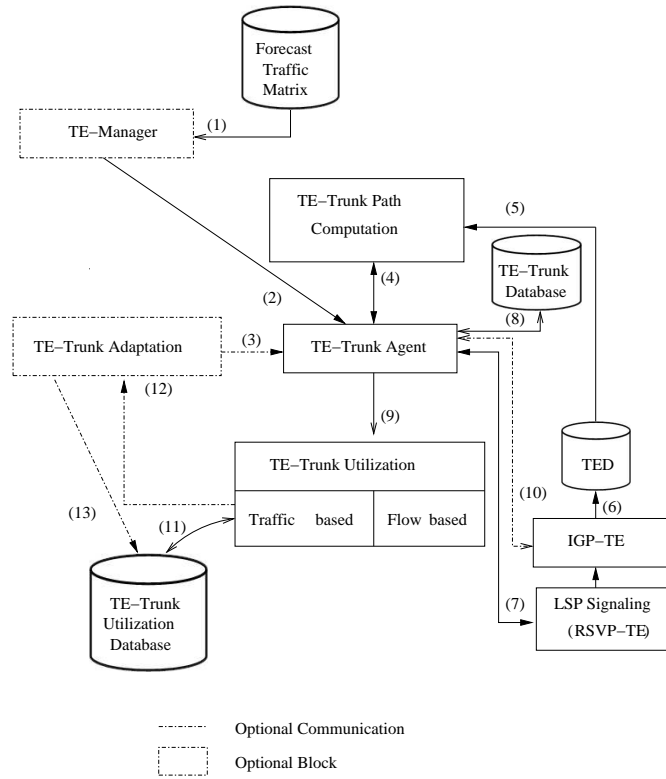 Forecast
Traffic
Matrix
(1)
TE−Manager
TE−Trunk Path
Computation
(5)
TE−Trunk
Database
(2)
(4)
(8)
TE−Trunk Adaptation
(3)
TE−Trunk Agent
(12)
(9)
TE−Trunk Utilization
TED
(10)
(13)
(11)
Traffic based
Flow based
(6)
IGP−TE
TE−Trunk
Utilization
Database
(7)
LSP Signaling
(RSVP−TE)
Optional Communication
Optional Block